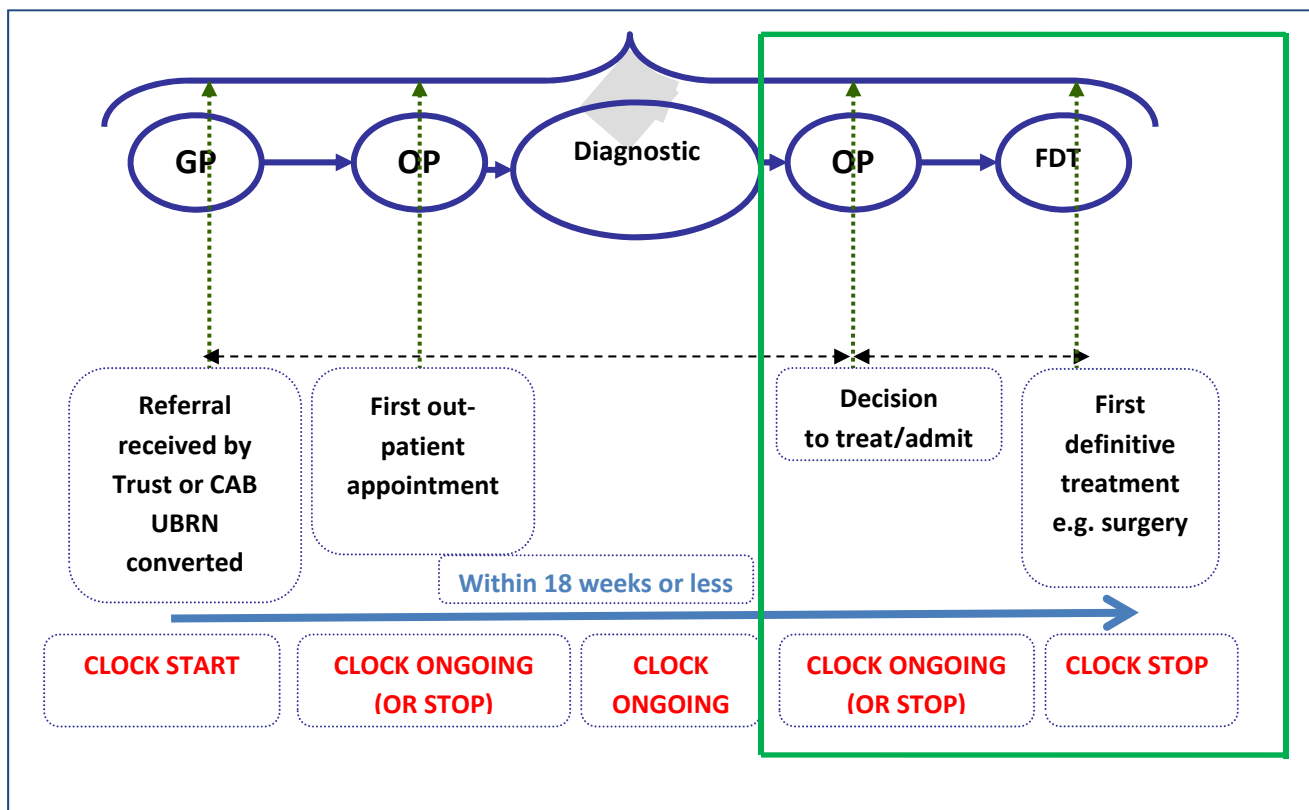 GP
OP
Diagnostic
OP
FDT
Referral
received by
Trust or CAB
UBRN
converted
First out-
patient
appointment
Decision
to treat/admit
First
definitive
treatment
e.g. surgery
Within 18 weeks or less
CLOCK START
CLOCK ONGOING
(OR STOP)
CLOCK
ONGOING
CLOCK ONGOING
(OR STOP)
CLOCK STOP